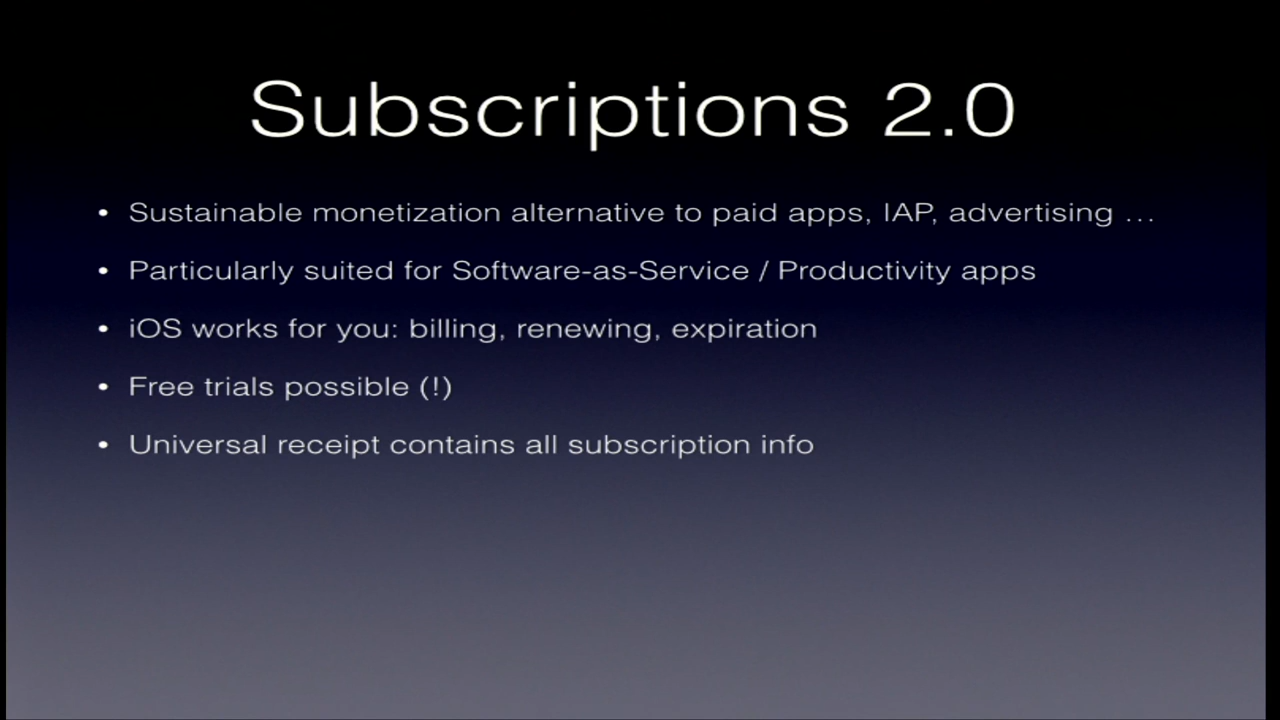 Subscriptions 2.0
• Sustainable monetization alternative to paid apps, IAP, advertising …
• Particularly suited for Software-as-Service / Productivity apps
• iOS works for you: billing, renewing, expiration
• Free trials possible (!)
• Universal receipt contains all subscription info